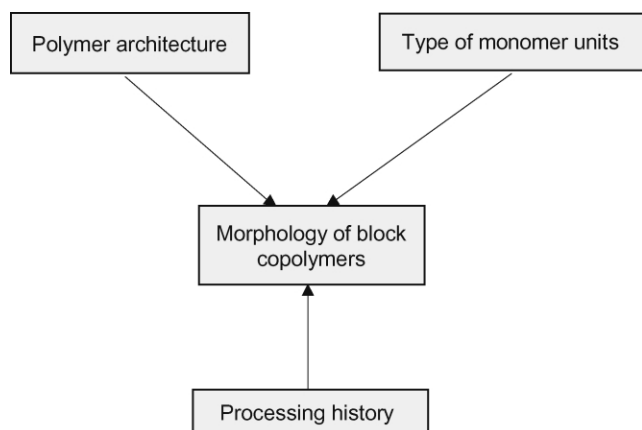 Polymer architecture
Type of monomer units
Morphology of block
copolymers
Processing history